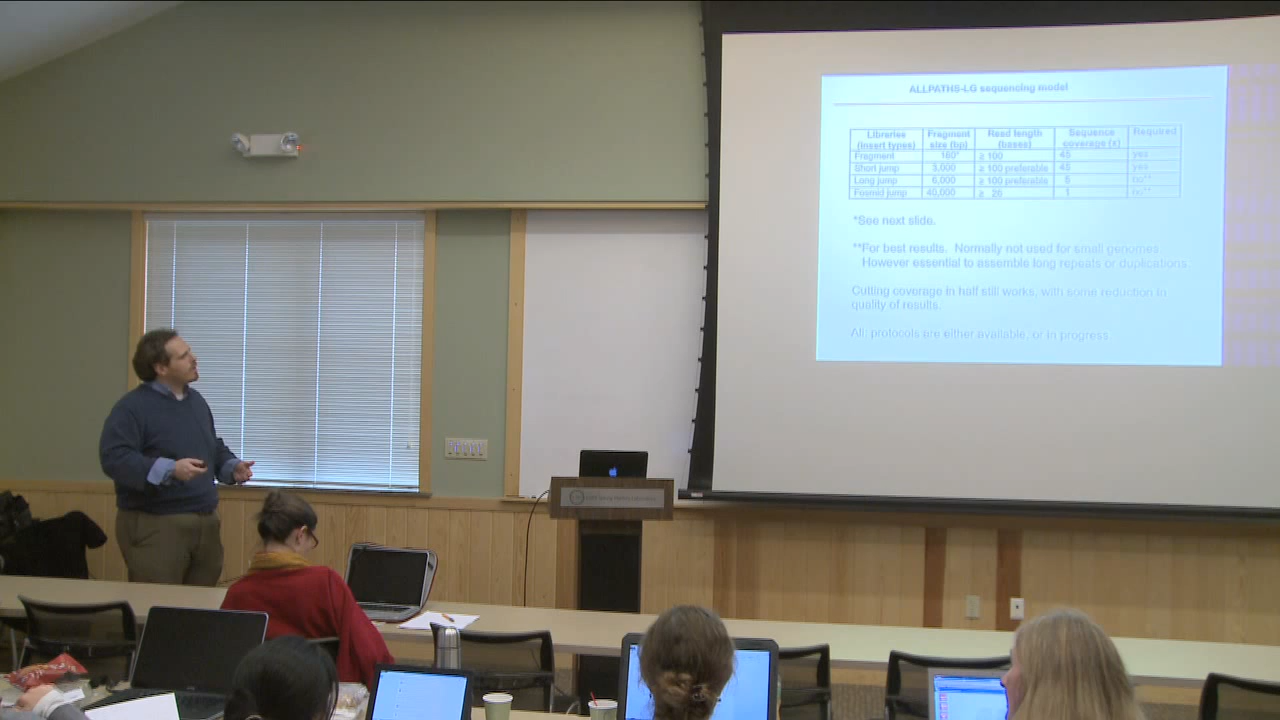 ALLPATHS-LG sequencing model
Libraries (insert types) Fragment size (bp) Read length (bases) Sequence coverage (x) Required
Fragment 180* ≥ 100 45 yes
Short jump 3,000 ≥ 100 preferable 45 yes
Long jump 6,000 ≥ 100 preferable 5 no**
Fosmid jump 40,000 ≥ 26 1 no**
*See next slide.
**For best results. Normally not used for small genomes.
However essential to assemble long repeats or duplications.
Cutting coverage in half still works, with some reduction in
quality of results.
All: protocols are either available, or in progress.